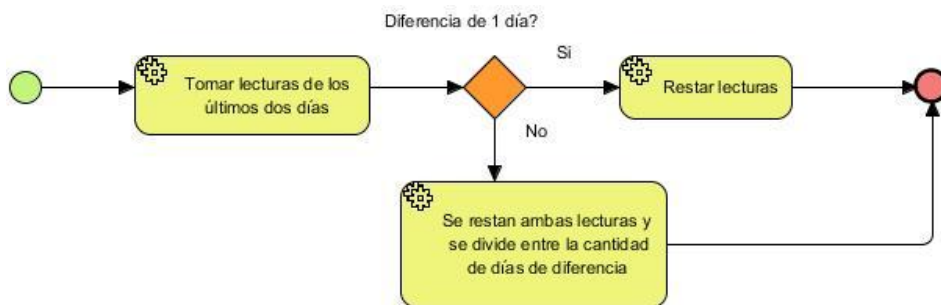 Diferencia de 1 día?
Tomar lecturas de los
últimos dos días
Si
Restar lecturas
No
Se restan ambas lecturas y
se divide entre la cantidad
de días de diferencia